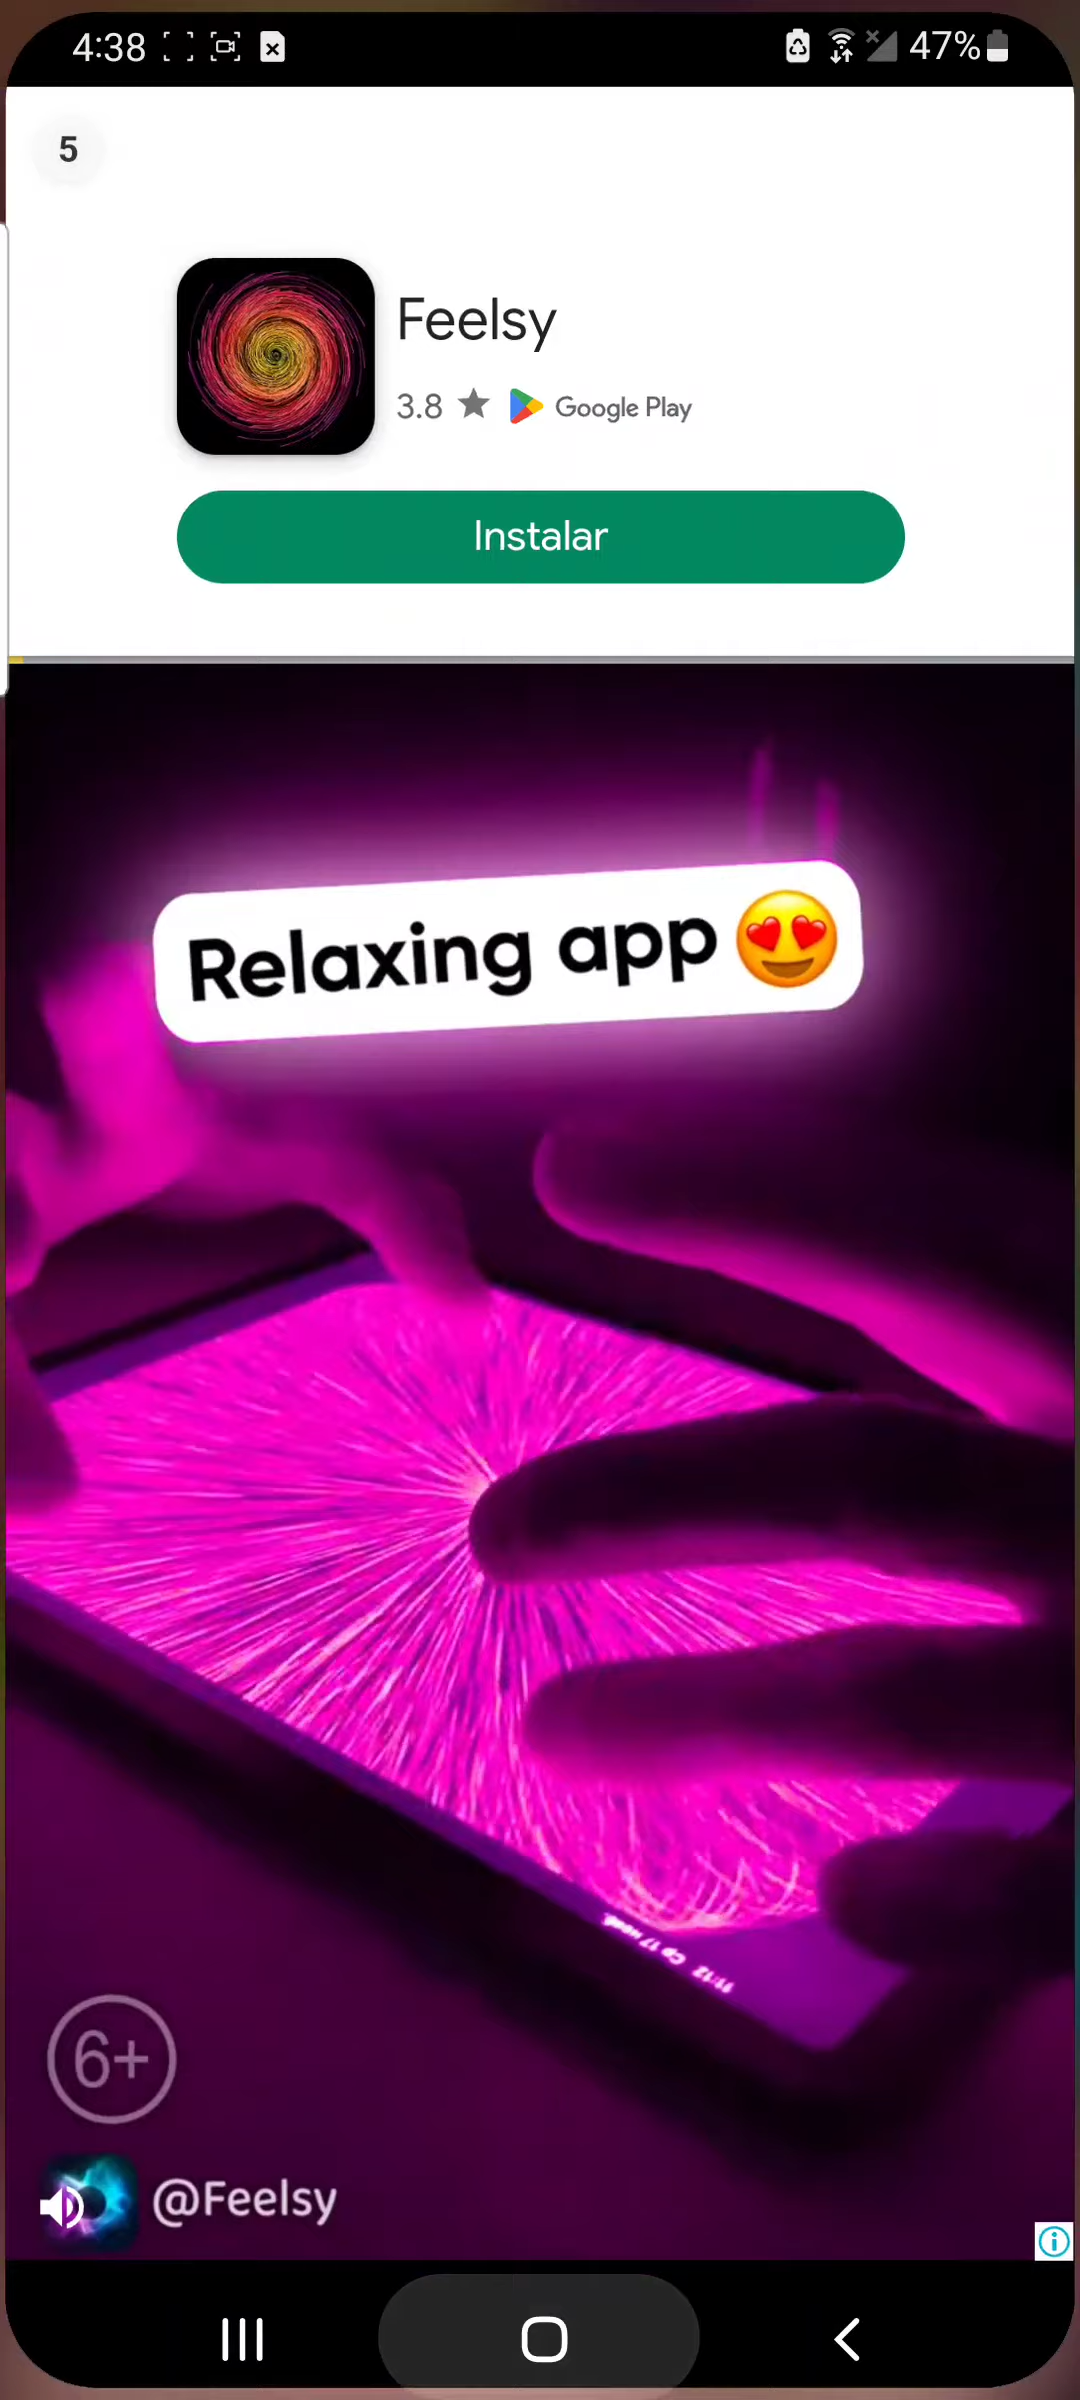 4:38
47%
5
Feelsy
3.8 ★ Google Play
Instalar
Relaxing app 😍
6+
@Feelsy